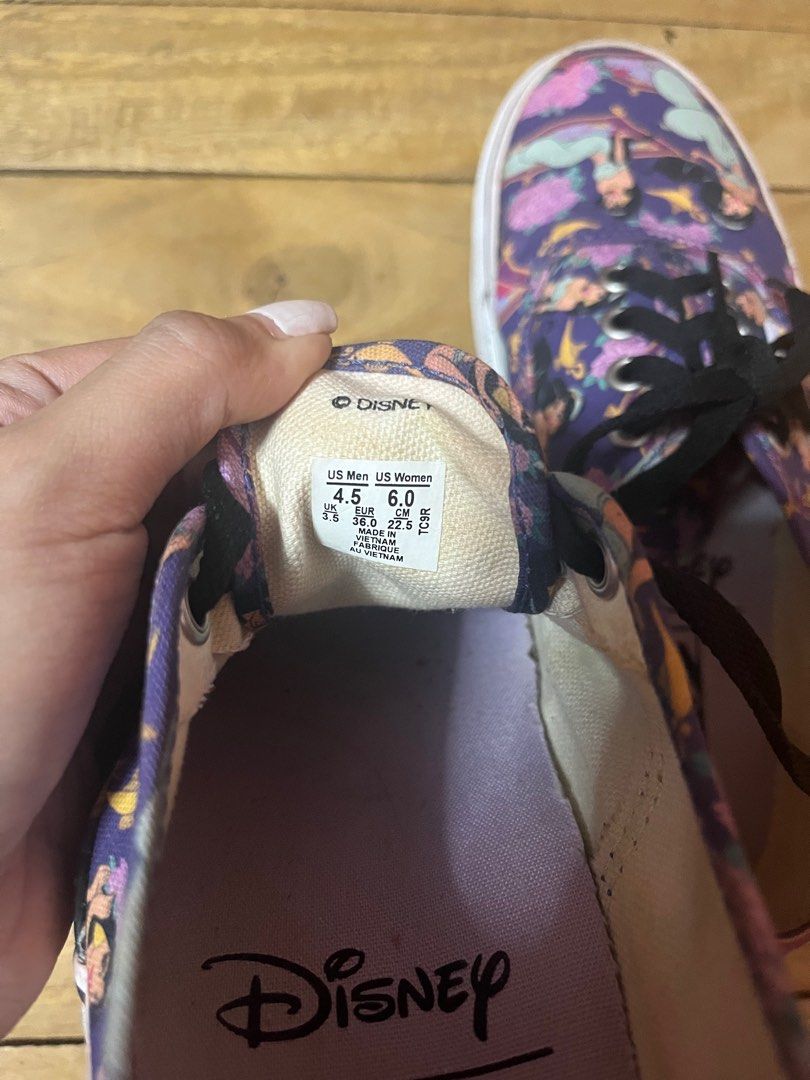 © DISNEY
US Men US Women
4.5 6.0
UK EUR CM
3.5 36.0 22.5
MADE IN
VIETNAM
FABRIQUE
AU VIETNAM
TC9R
Disney